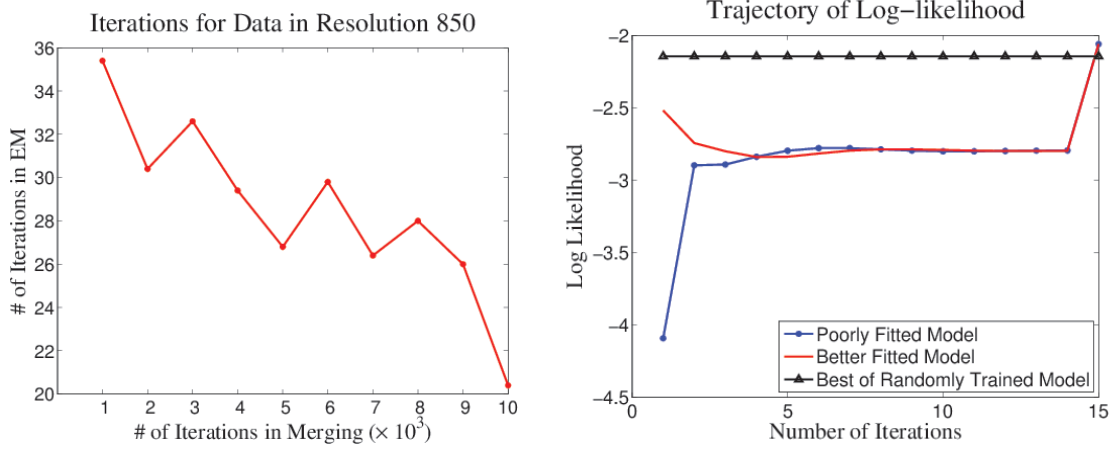 Iterations for Data in Resolution 850
# of Iterations in EM
36
34
32
30
28
26
24
22
20
1 2 3 4 5 6 7 8 9 10
# of Iterations in Merging (× 10³)
Trajectory of Log−likelihood
Log Likelihood
−2
−2.5
−3
−3.5
−4
−4.5
0 5 10 15
Number of Iterations
Poorly Fitted Model
Better Fitted Model
Best of Randomly Trained Model